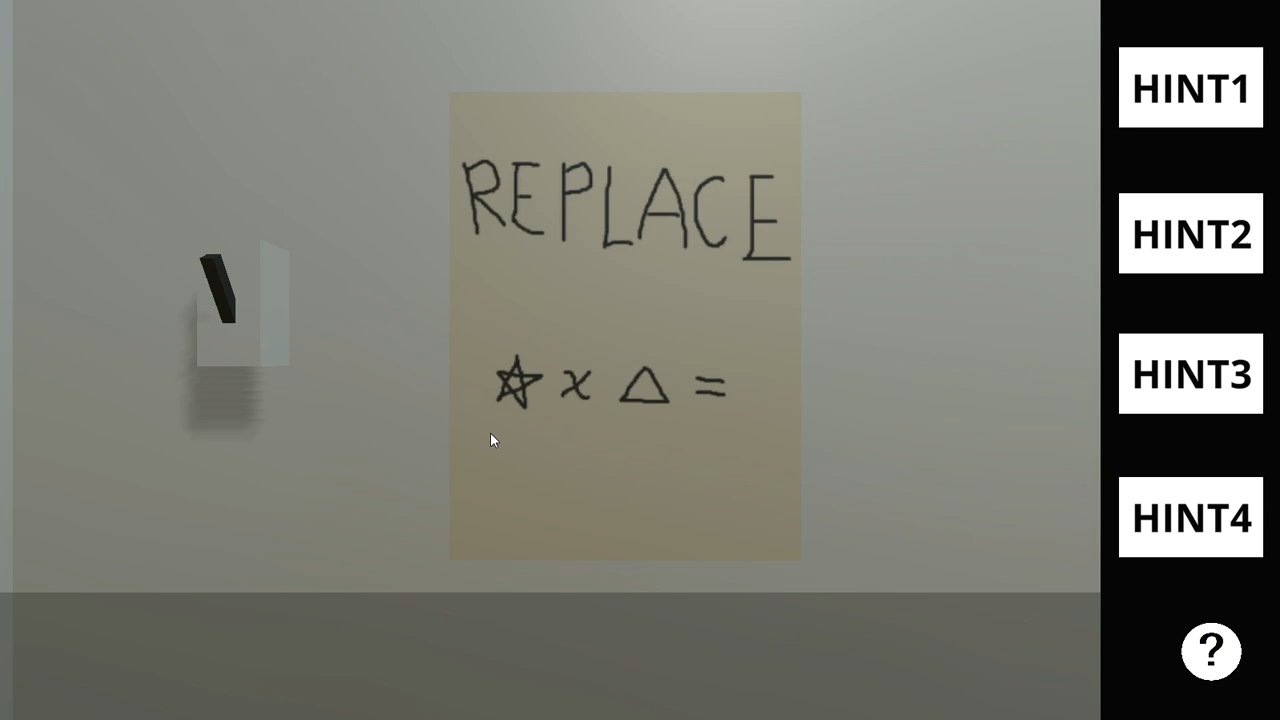 REPLACE
☆ x △ =
HINT1
HINT2
HINT3
HINT4
?